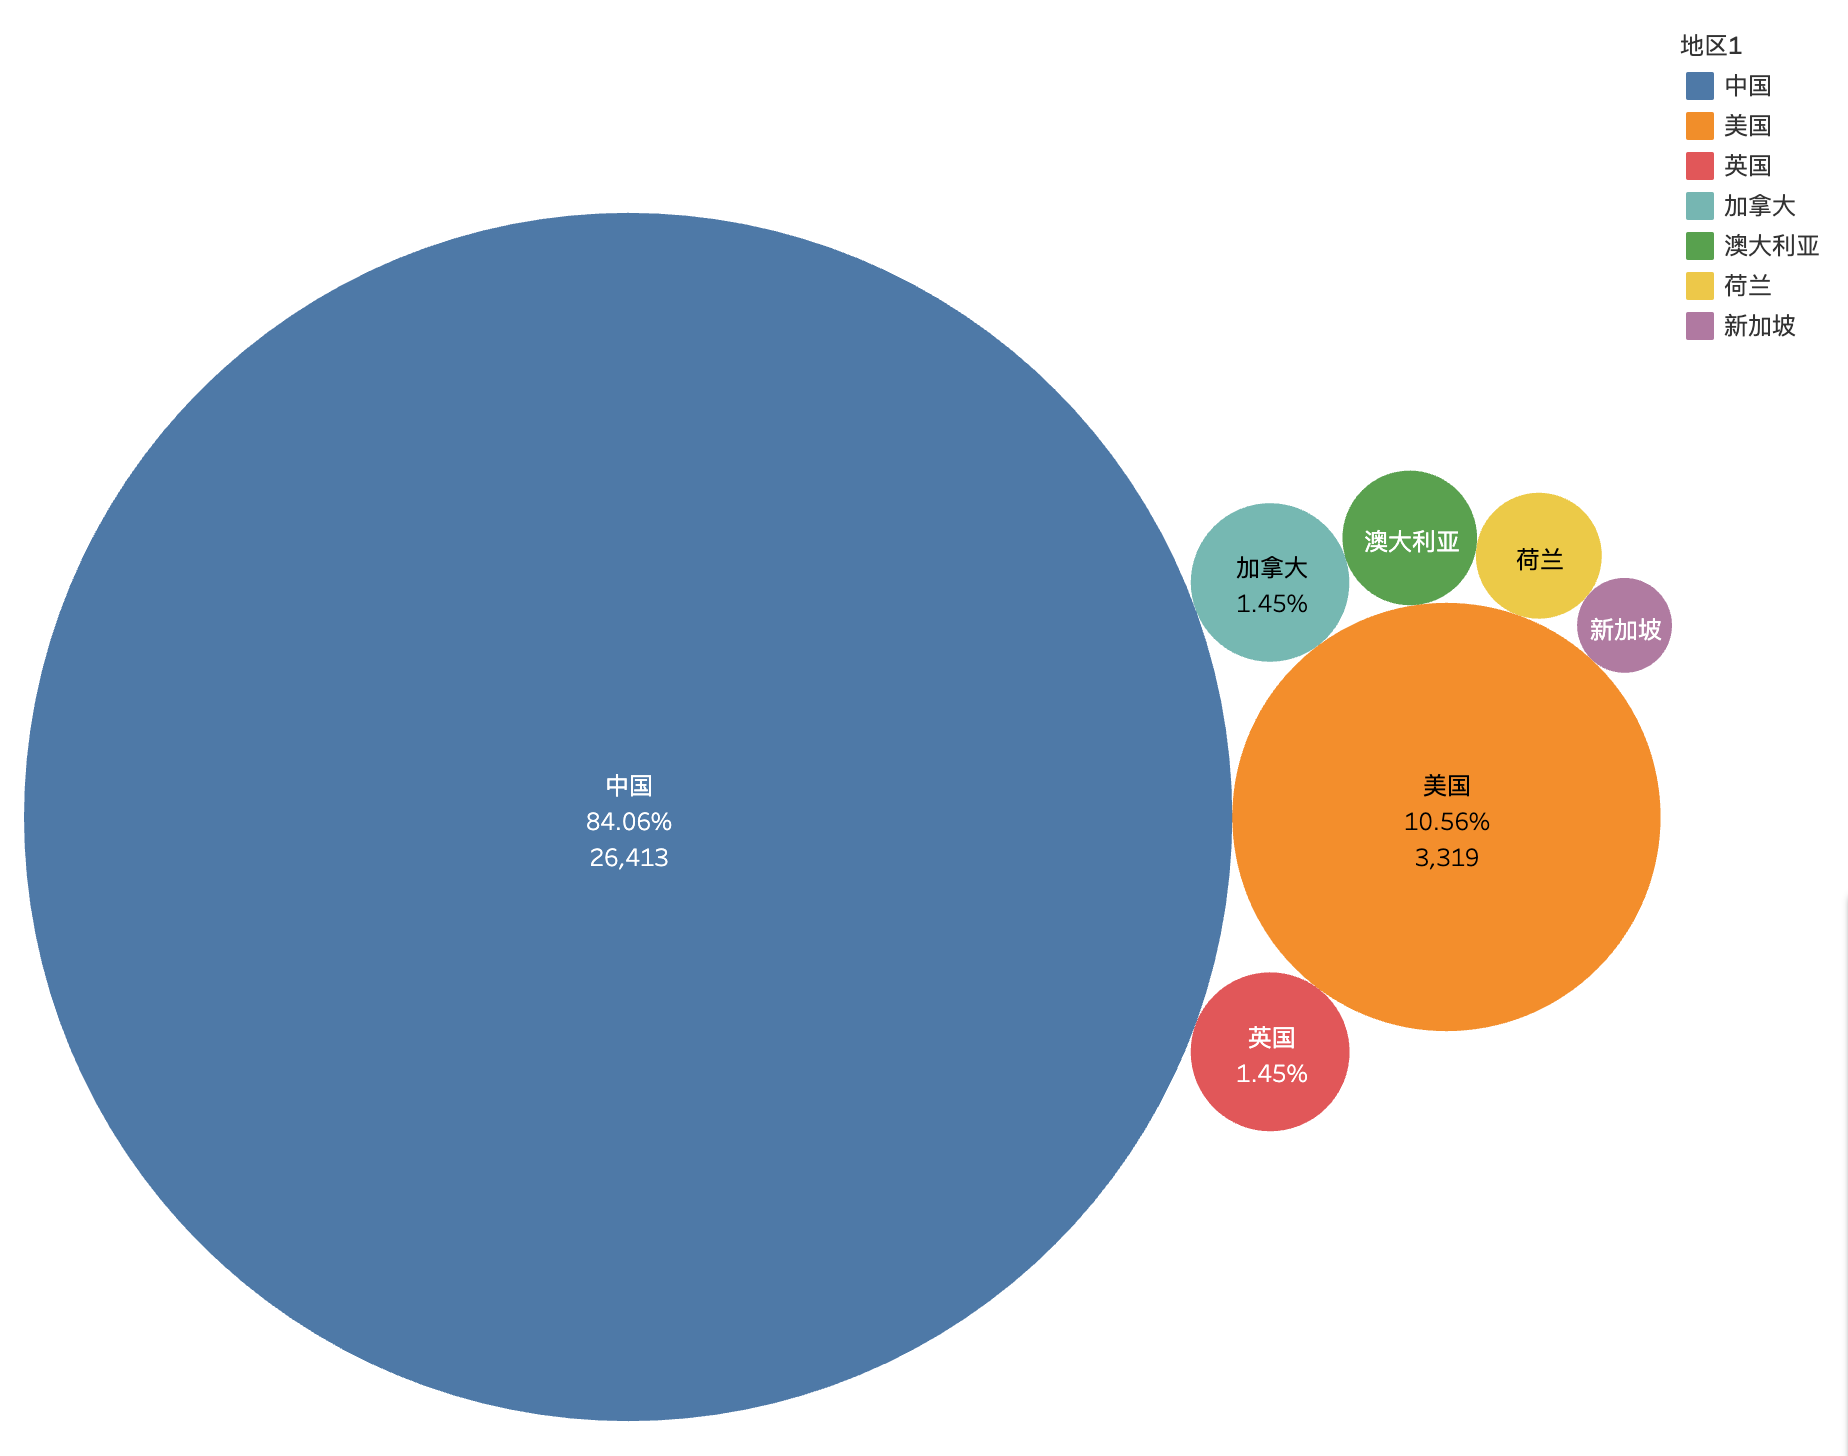 地区1
中国
美国
英国
加拿大
澳大利亚
荷兰
新加坡
澳大利亚
荷兰
加拿大
1.45%
新加坡
中国
84.06%
26,413
美国
10.56%
3,319
英国
1.45%